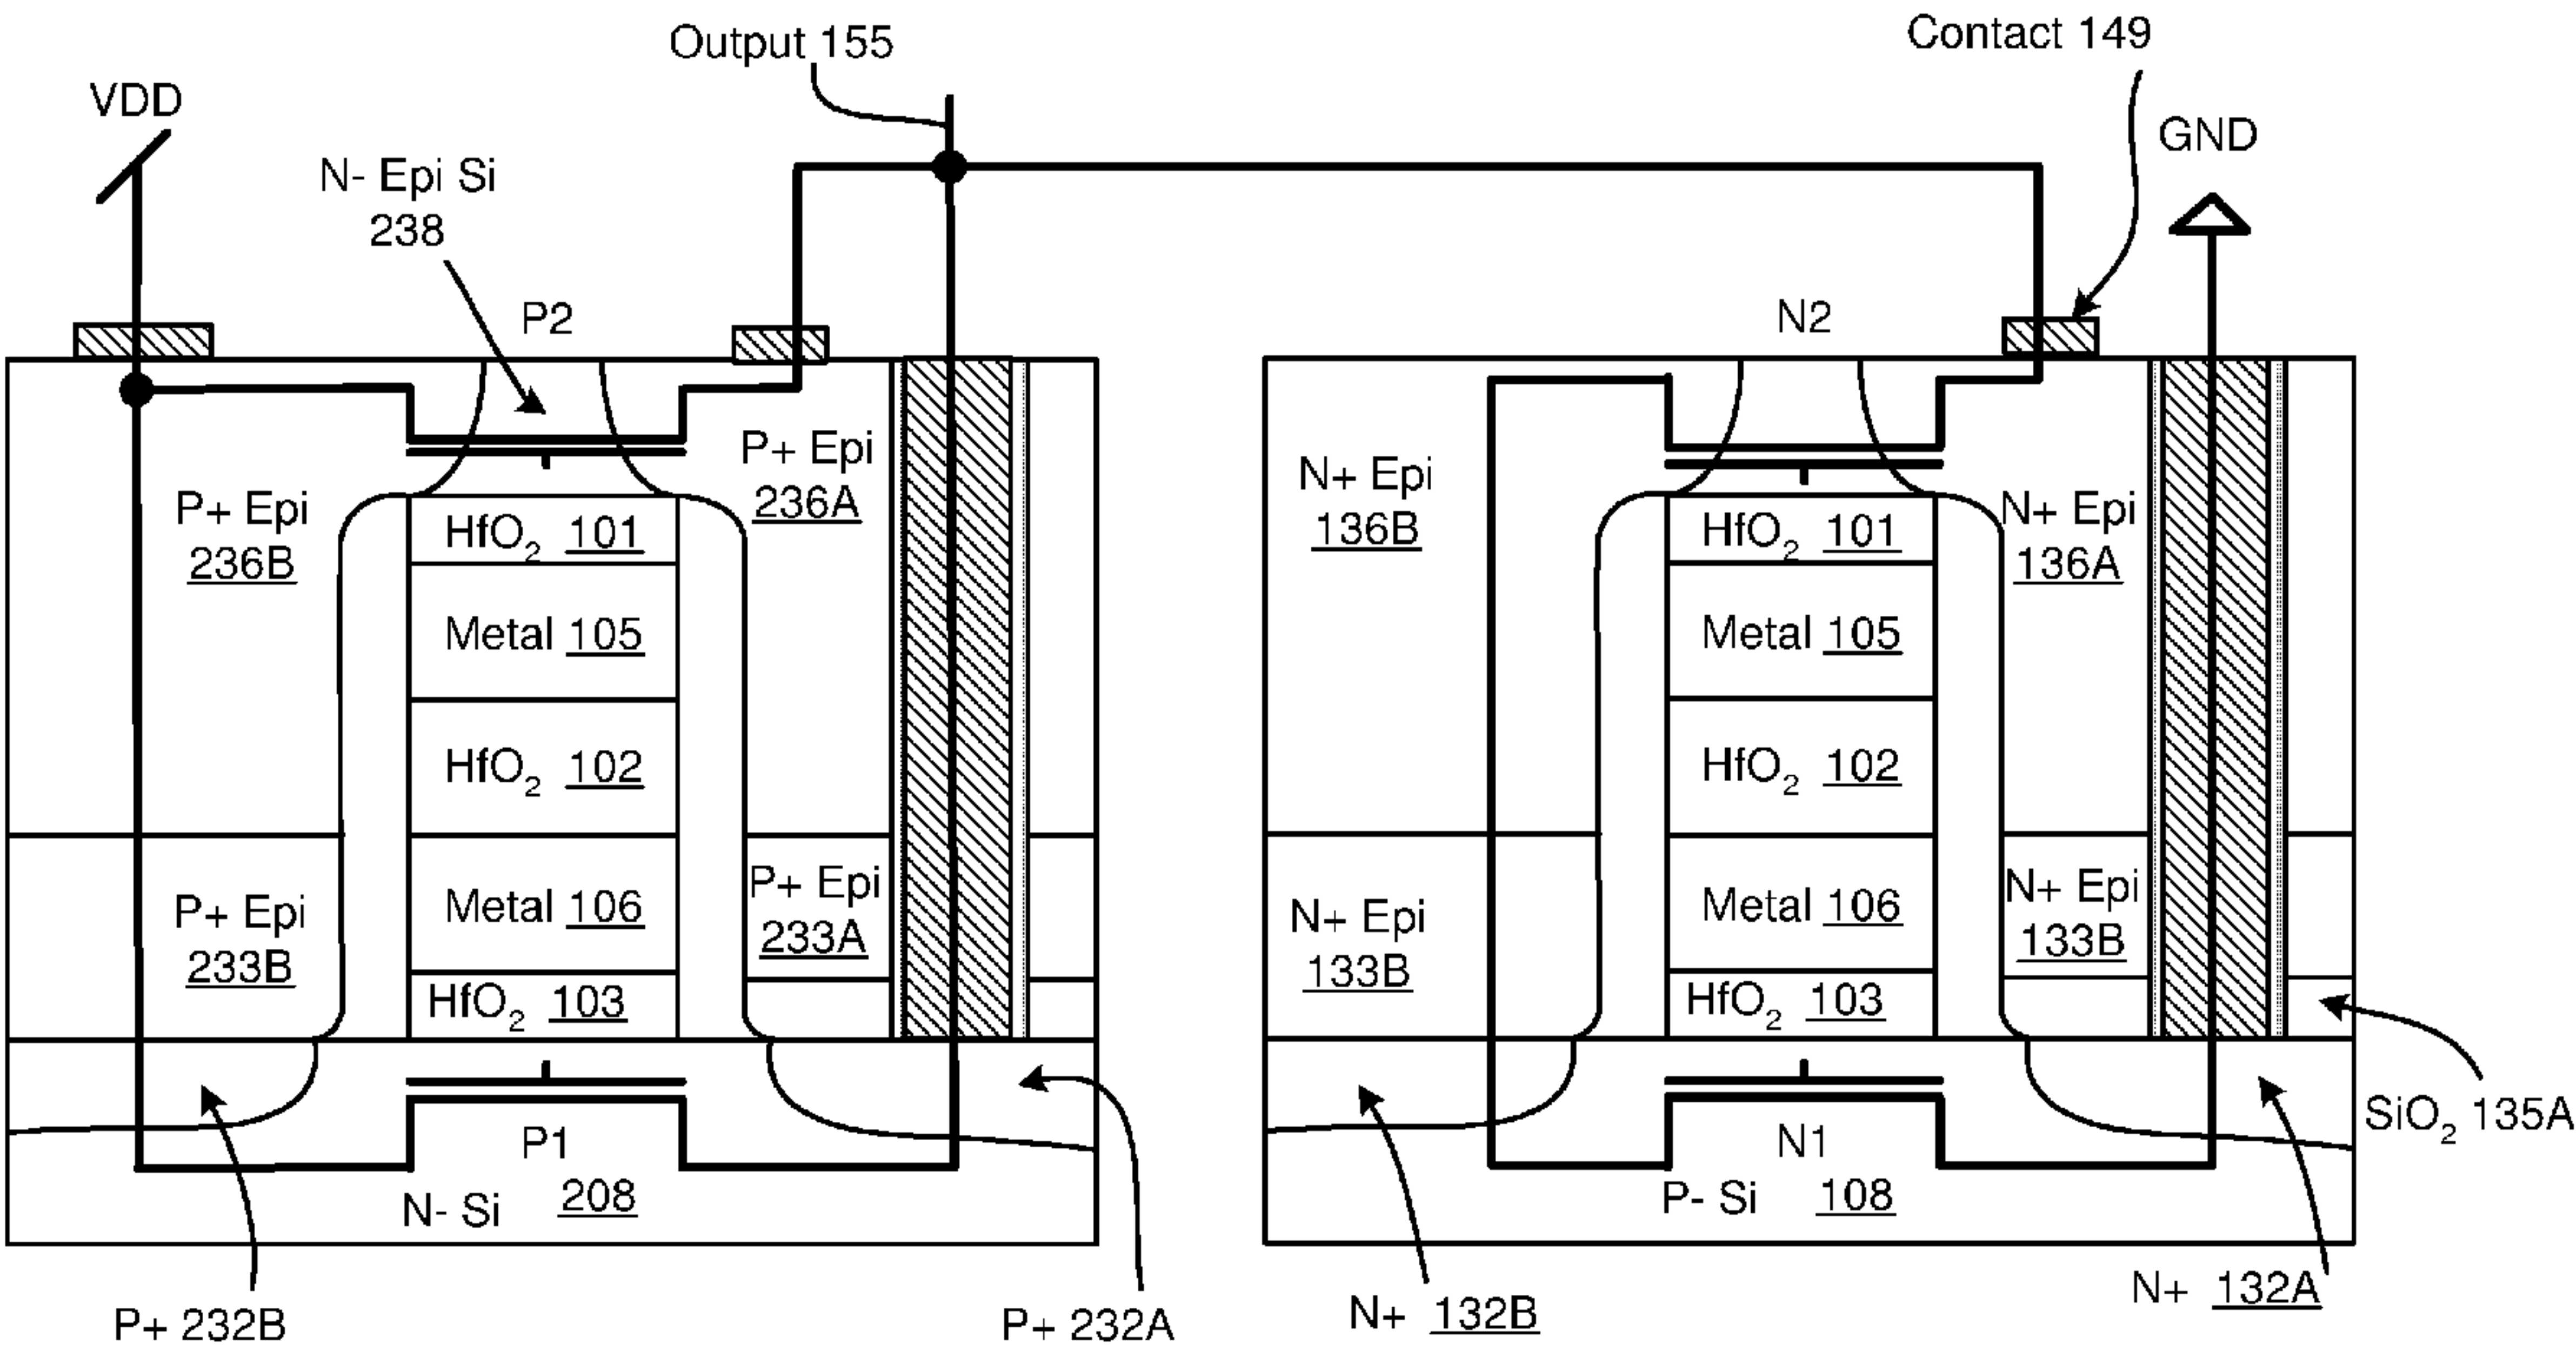 Output 155
Contact 149
VDD
GND
N- Epi Si
238
P2
N2
P+ Epi
236A
P+ Epi
236B
HfO2 101
Metal 105
HfO2 102
Metal 106
HfO2 103
P+ Epi
233A
P+ Epi
233B
P1
N- Si 208
P+ 232B
P+ 232A
N+ Epi
136B
N+ Epi
136A
HfO2 101
Metal 105
HfO2 102
Metal 106
HfO2 103
N+ Epi
133B
N+ Epi
133B
SiO2 135A
N1
P- Si 108
N+ 132B
N+ 132A